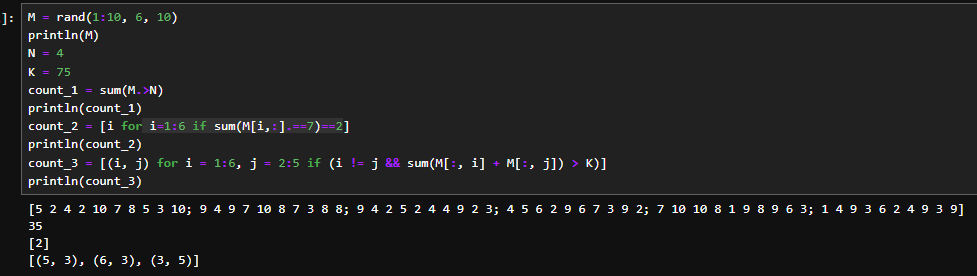 ]: M = rand(1:10, 6, 10)
println(M)
N = 4
K = 75
count_1 = sum(M.>N)
println(count_1)
count_2 = [i for i=1:6 if sum(M[i,:].==7)==2]
println(count_2)
count_3 = [(i, j) for i = 1:6, j = 2:5 if (i != j && sum(M[:, i] + M[:, j]) > K)]
println(count_3)
[5 2 4 2 10 7 8 5 3 10; 9 4 9 7 10 8 7 3 8 8; 9 4 2 5 2 4 4 9 2 3; 4 5 6 2 9 6 7 3 9 2; 7 10 10 8 1 9 8 9 6 3; 1 4 9 3 6 2 4 9 3 9]
35
[2]
[(5, 3), (6, 3), (3, 5)]